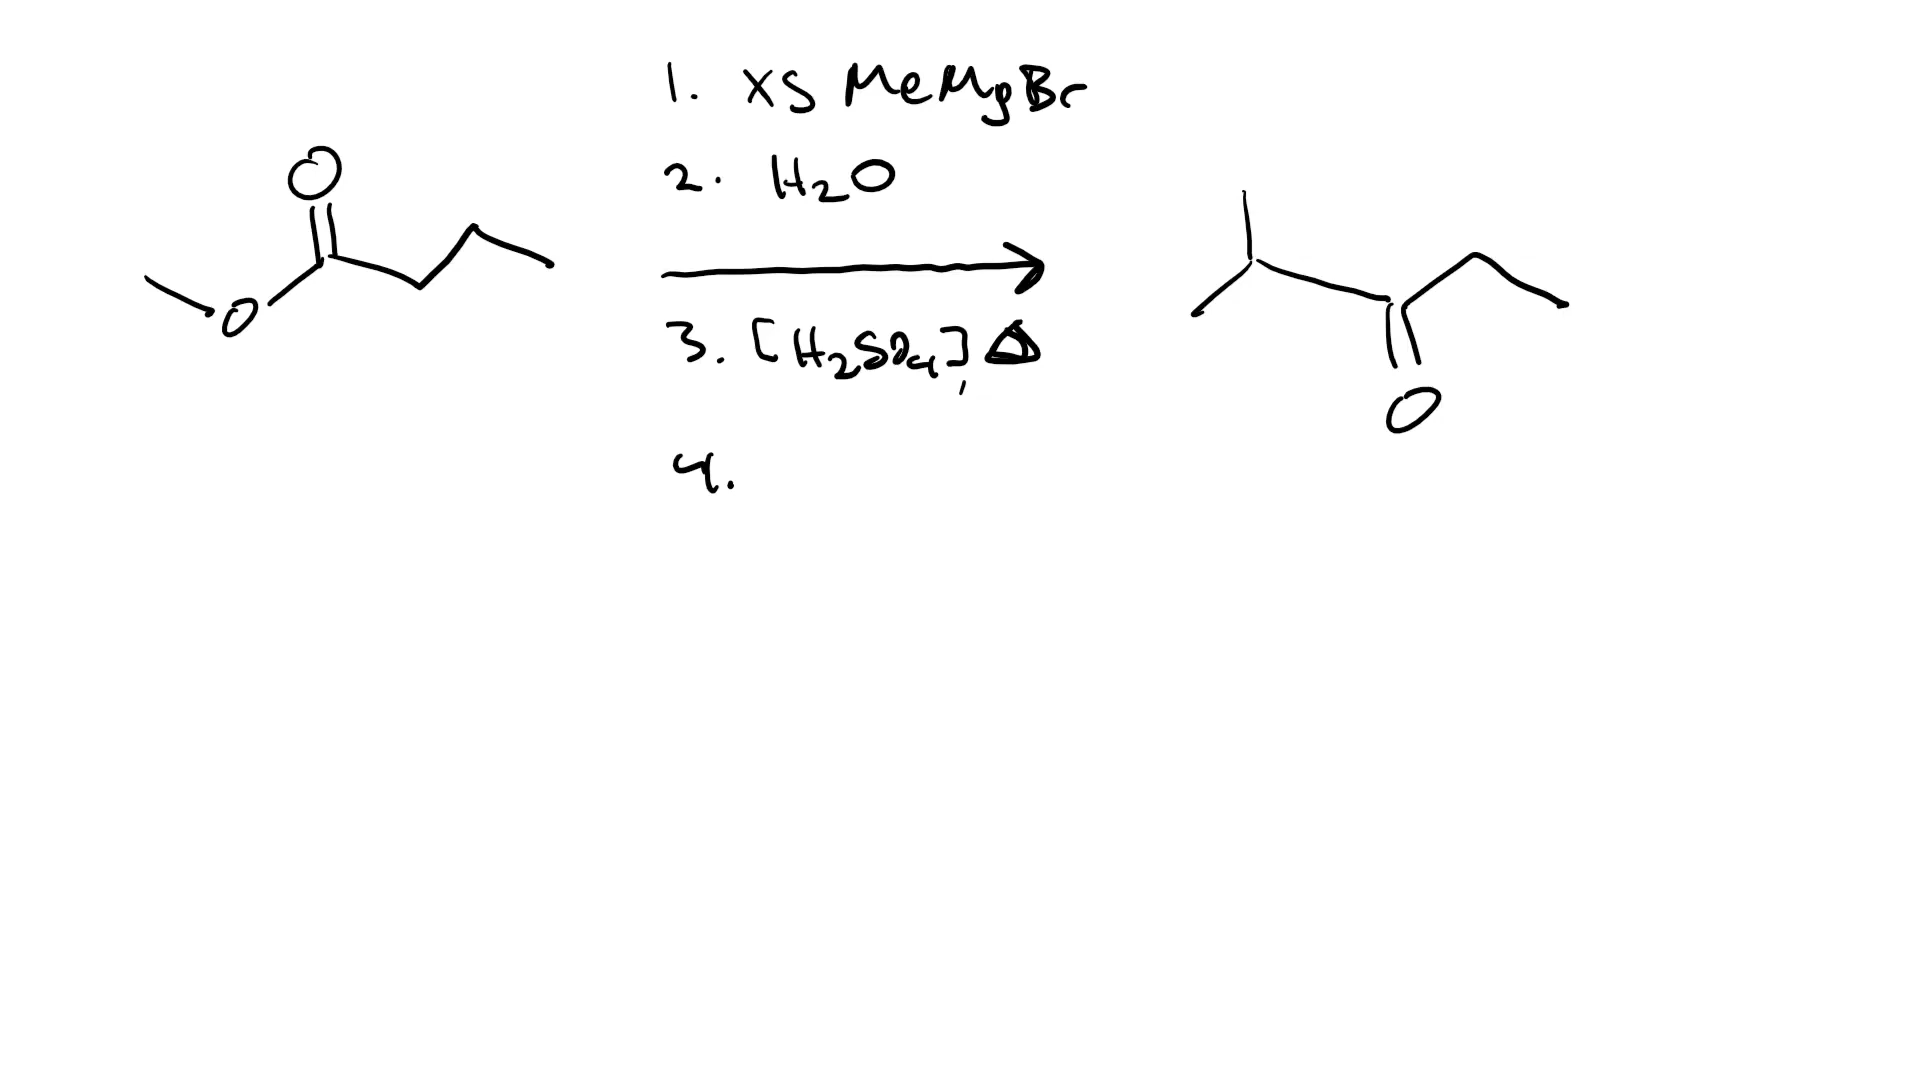 1. xs MeMgBr
2. H₂O
O
O
3. [H₂SO₄], Δ
O
4.